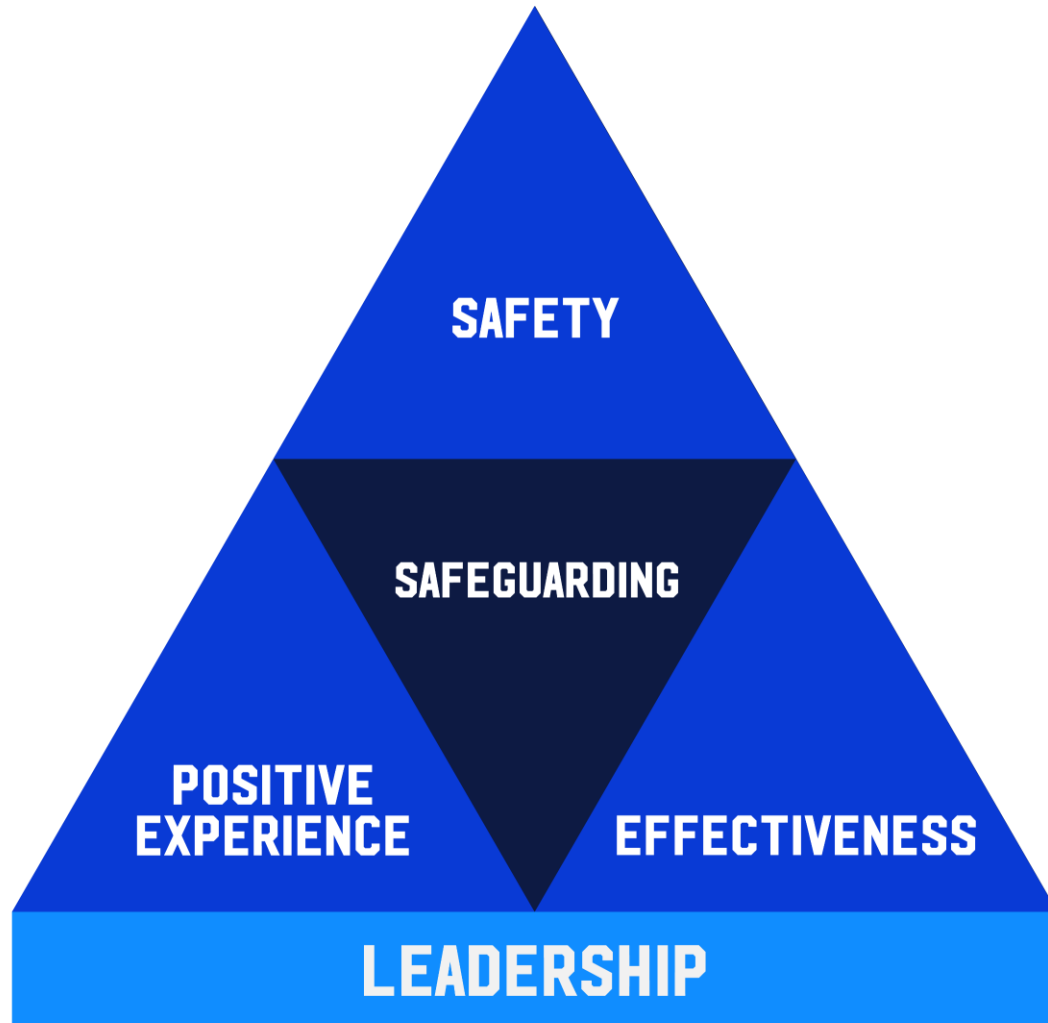 SAFETY
SAFEGUARDING
POSITIVE
EXPERIENCE
EFFECTIVENESS
LEADERSHIP